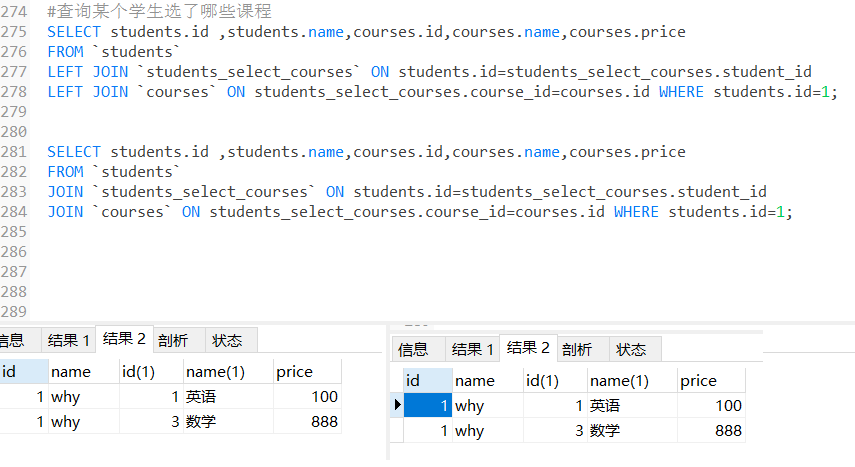 274 #查询某个学生选了哪些课程
275 SELECT students.id ,students.name,courses.id,courses.name,courses.price
276 FROM `students`
277 LEFT JOIN `students_select_courses` ON students.id=students_select_courses.student_id
278 LEFT JOIN `courses` ON students_select_courses.course_id=courses.id WHERE students.id=1;
279
280
281 SELECT students.id ,students.name,courses.id,courses.name,courses.price
282 FROM `students`
283 JOIN `students_select_courses` ON students.id=students_select_courses.student_id
284 JOIN `courses` ON students_select_courses.course_id=courses.id WHERE students.id=1;
285
286
287
288
289
信息 结果 1 结果 2 剖析 状态
id name id(1) name(1) price
1 why 1 英语 100
1 why 3 数学 888
信息 结果 1 结果 2 剖析 状态
id name id(1) name(1) price
1 why 1 英语 100
1 why 3 数学 888